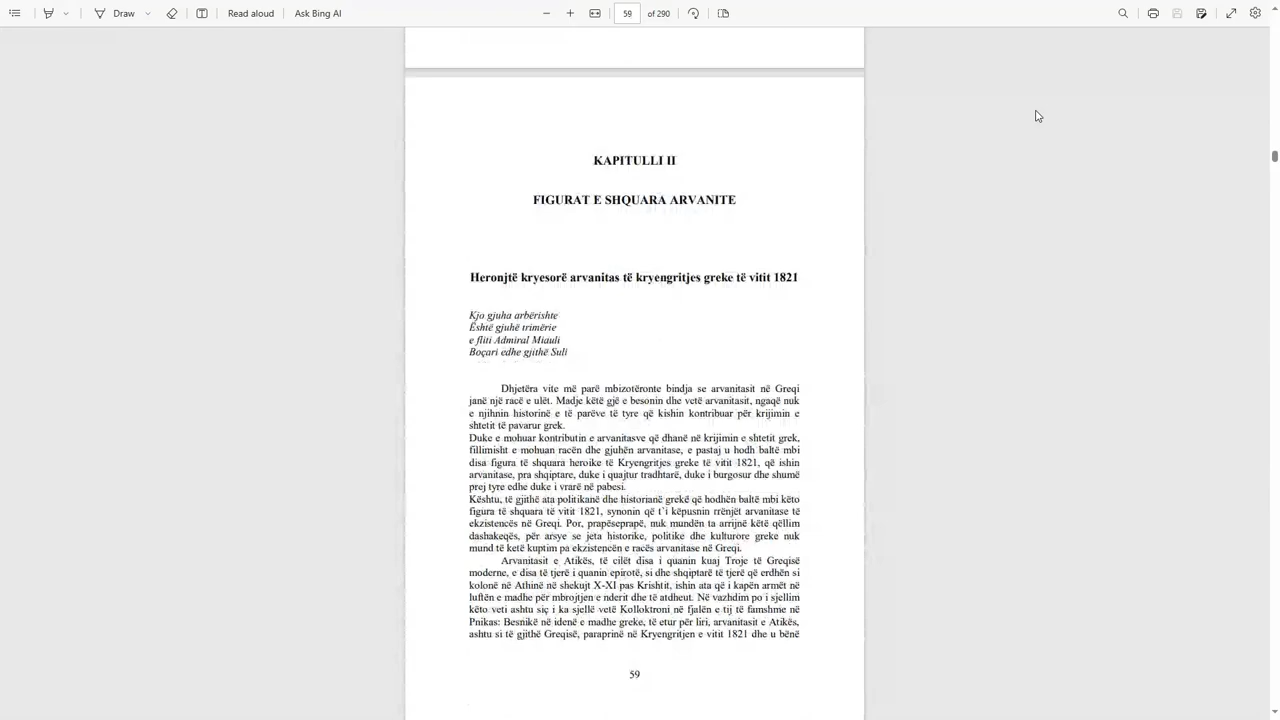 Draw
Read aloud
Ask Bing AI
59
of 290
KAPITULLI II
FIGURAT E SHQUARA ARVANITE
Heronjtë kryesorë arvanitas të kryengritjes greke të vitit 1821
Kjo gjuha arbërishte
Është gjuhë trimërie
e fliti Admiral Miauli
Boçari edhe gjithë Suli
Dhjetëra vite më parë mbizotëronte bindja se arvanitasit në Greqi
janë një racë e ulët. Madje këtë gjë e besonin dhe vetë arvanitasit, ngaqë nuk
e njihnin historinë e të parëve të tyre që kishin kontribuar për krijimin e
shtetit të pavarur grek.
Duke e mohuar kontributin e arvanitasve që dhanë në krijimin e shtetit grek,
fillimisht e mohuan racën dhe gjuhën arvanitase, e pastaj u hodh baltë mbi
disa figura të shquara heroike të Kryengritjes greke të vitit 1821, që ishin
arvanitase, pra shqiptare, duke i quajtur tradhtarë, duke i burgosur dhe shumë
prej tyre edhe duke i vrarë në pabesi.
Kështu, të gjithë ata politikanë dhe historianë grekë që hodhën baltë mbi këto
figura të shquara të vitit 1821, synonin që t`i këpusnin rrënjët arvanitase të
ekzistencës në Greqi. Por, prapëseprapë, nuk mundën ta arrijnë këtë qëllim
dashakeqës, për arsye se jeta historike, politike dhe kulturore greke nuk
mund të ketë kuptim pa ekzistencën e racës arvanitase në Greqi.
Arvanitasit e Atikës, të cilët disa i quanin kuaj Troje të Greqisë
moderne, e disa të tjerë i quanin epirotë, si dhe shqiptarë të tjerë që erdhën si
kolonë në Athinë në shekujt X-XI pas Krishtit, ishin ata që i kapën armët në
luftën e madhe për mbrojtjen e nderit dhe të atdheut. Në vazhdim po i sjellim
këto veti ashtu siç i ka sjellë vetë Kolloktroni në fjalën e tij të famshme në
Pnikas: Besnikë në idenë e madhe greke, të etur për liri, arvanitasit e Atikës,
ashtu si të gjithë Greqisë, paraprinë në Kryengritjen e vitit 1821 dhe u bënë
59